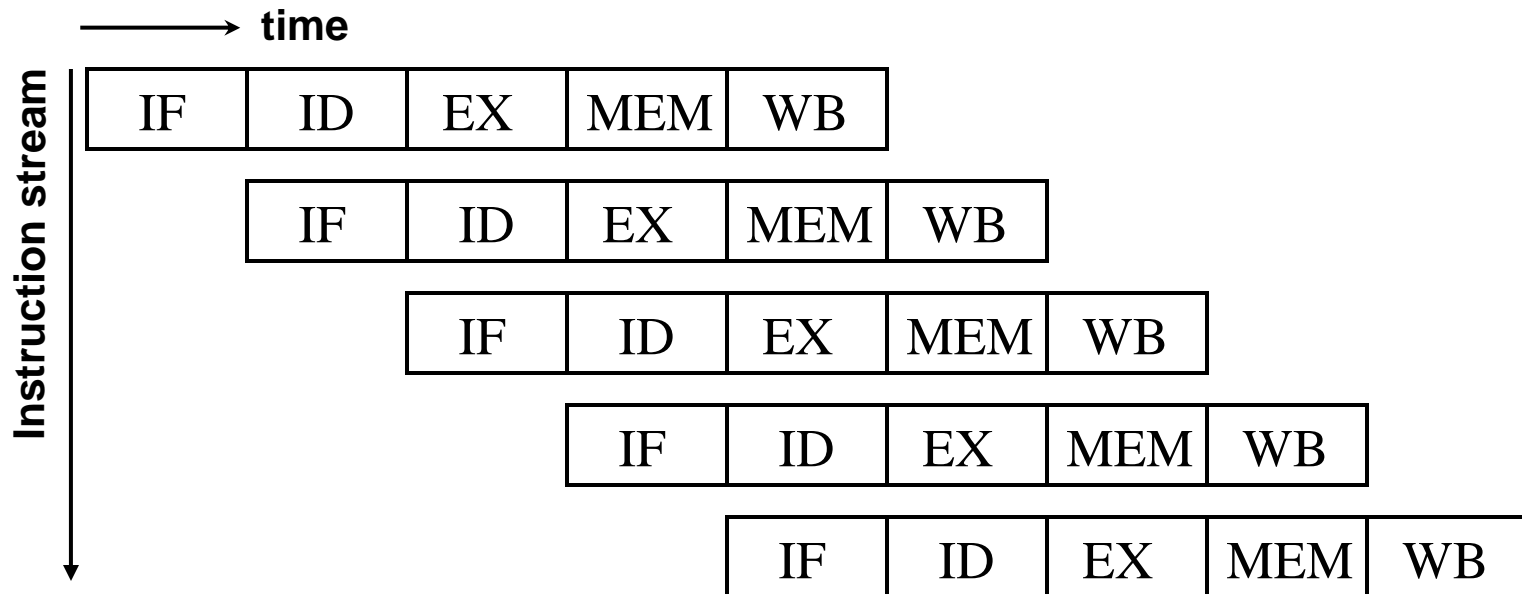 time
Instruction stream
IF ID EX MEM WB
IF ID EX MEM WB
IF ID EX MEM WB
IF ID EX MEM WB
IF ID EX MEM WB